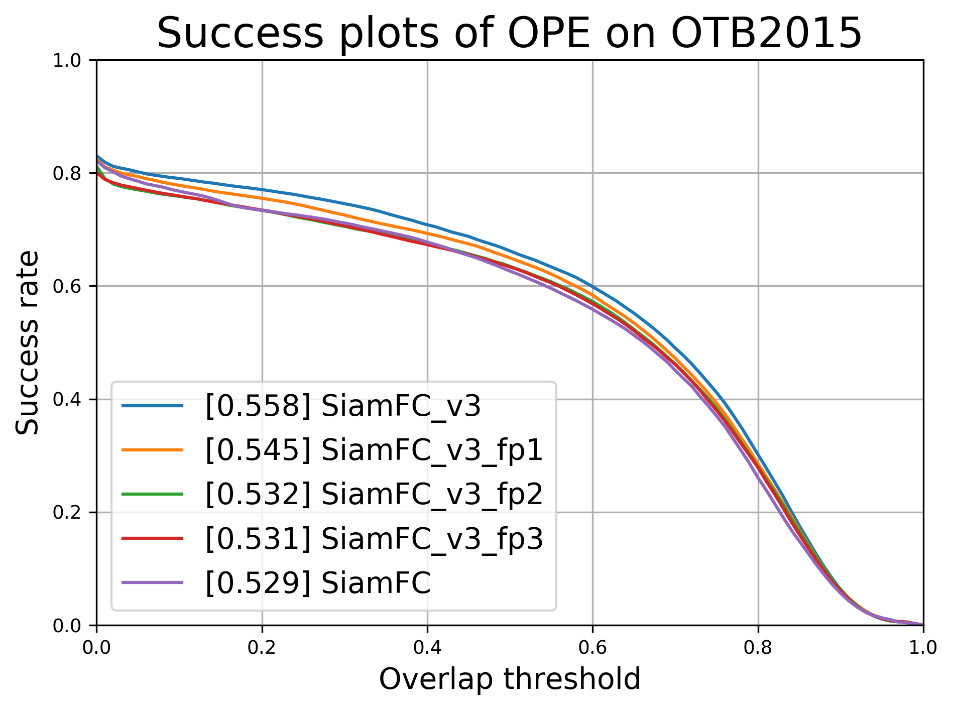 Success plots of OPE on OTB2015
1.0
0.8
0.6
0.4
0.2
0.0
Success rate
[0.558] SiamFC_v3
[0.545] SiamFC_v3_fp1
[0.532] SiamFC_v3_fp2
[0.531] SiamFC_v3_fp3
[0.529] SiamFC
0.0 0.2 0.4 0.6 0.8 1.0
Overlap threshold